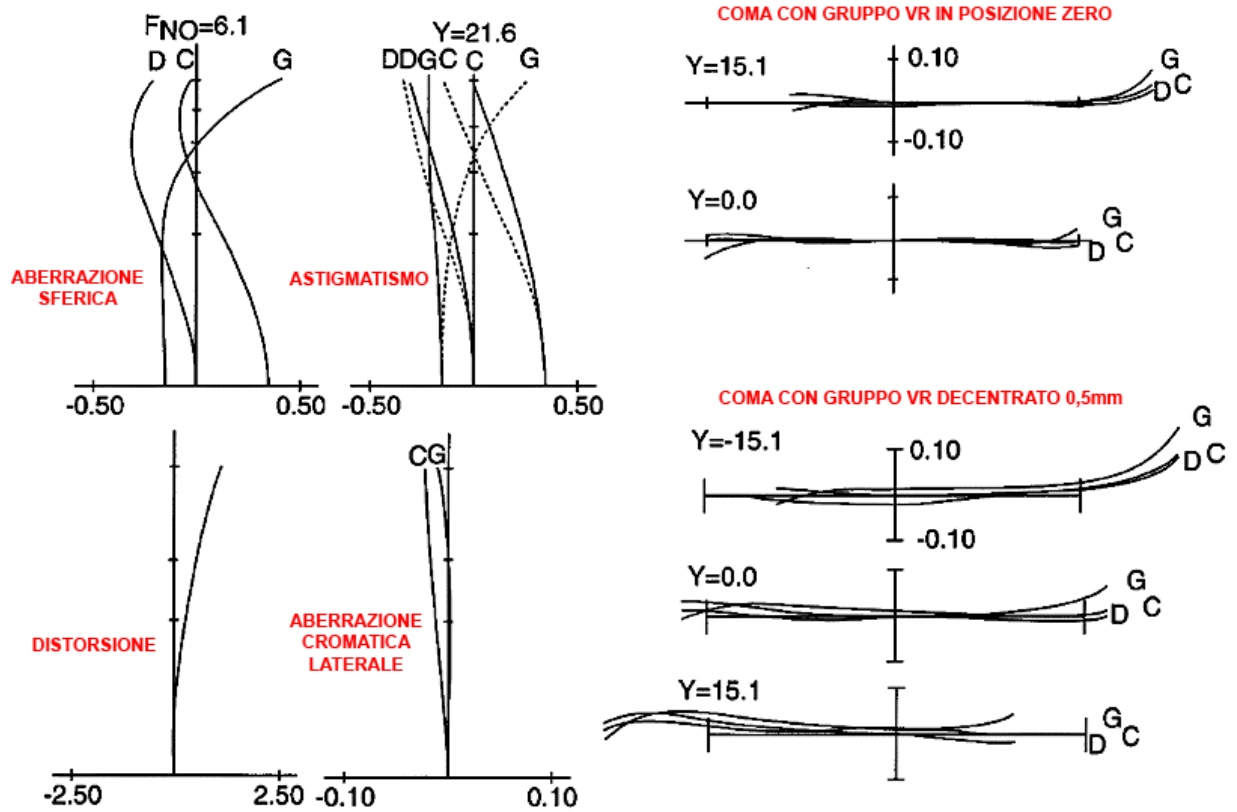 FNO=6.1
D C G
ABERRAZIONE
SFERICA
-0.50 0.50
Y=21.6
DDGC C G
ASTIGMATISMO
-0.50 0.50
DISTORSIONE
-2.50 2.50
CG
ABERRAZIONE
CROMATICA
LATERALE
-0.10 0.10
COMA CON GRUPPO VR IN POSIZIONE ZERO
Y=15.1 0.10 G
D C
-0.10
Y=0.0 G
D C
COMA CON GRUPPO VR DECENTRATO 0,5mm
Y=-15.1 0.10 G
D C
-0.10
Y=0.0 G
D C
Y=15.1 G
D C